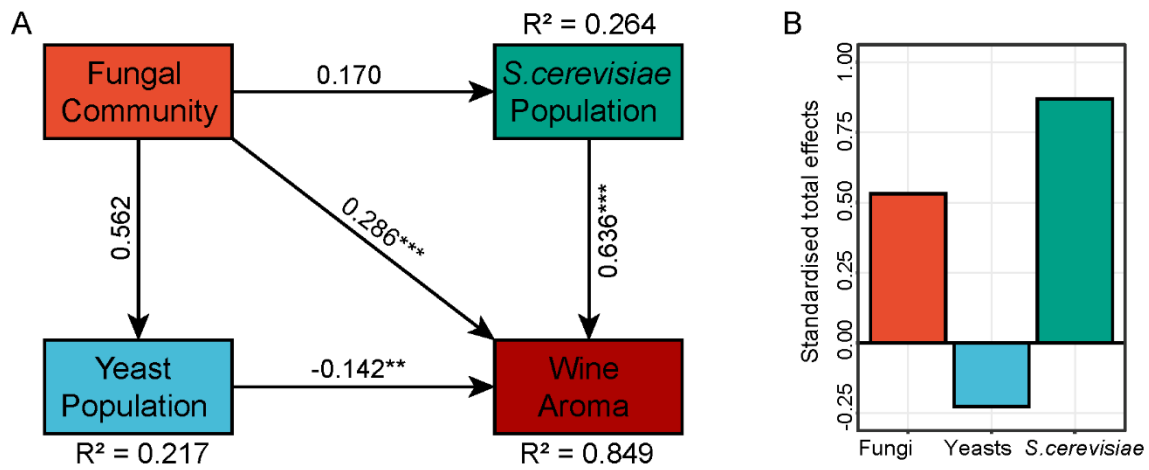 A
Fungal
Community
0.170
R² = 0.264
S.cerevisiae
Population
0.562
0.286***
0.636***
Yeast
Population
R² = 0.217
-0.142**
Wine
Aroma
R² = 0.849
B
Standardised total effects
1.00
0.75
0.50
0.25
0.00
-0.25
Fungi
Yeasts
S.cerevisiae